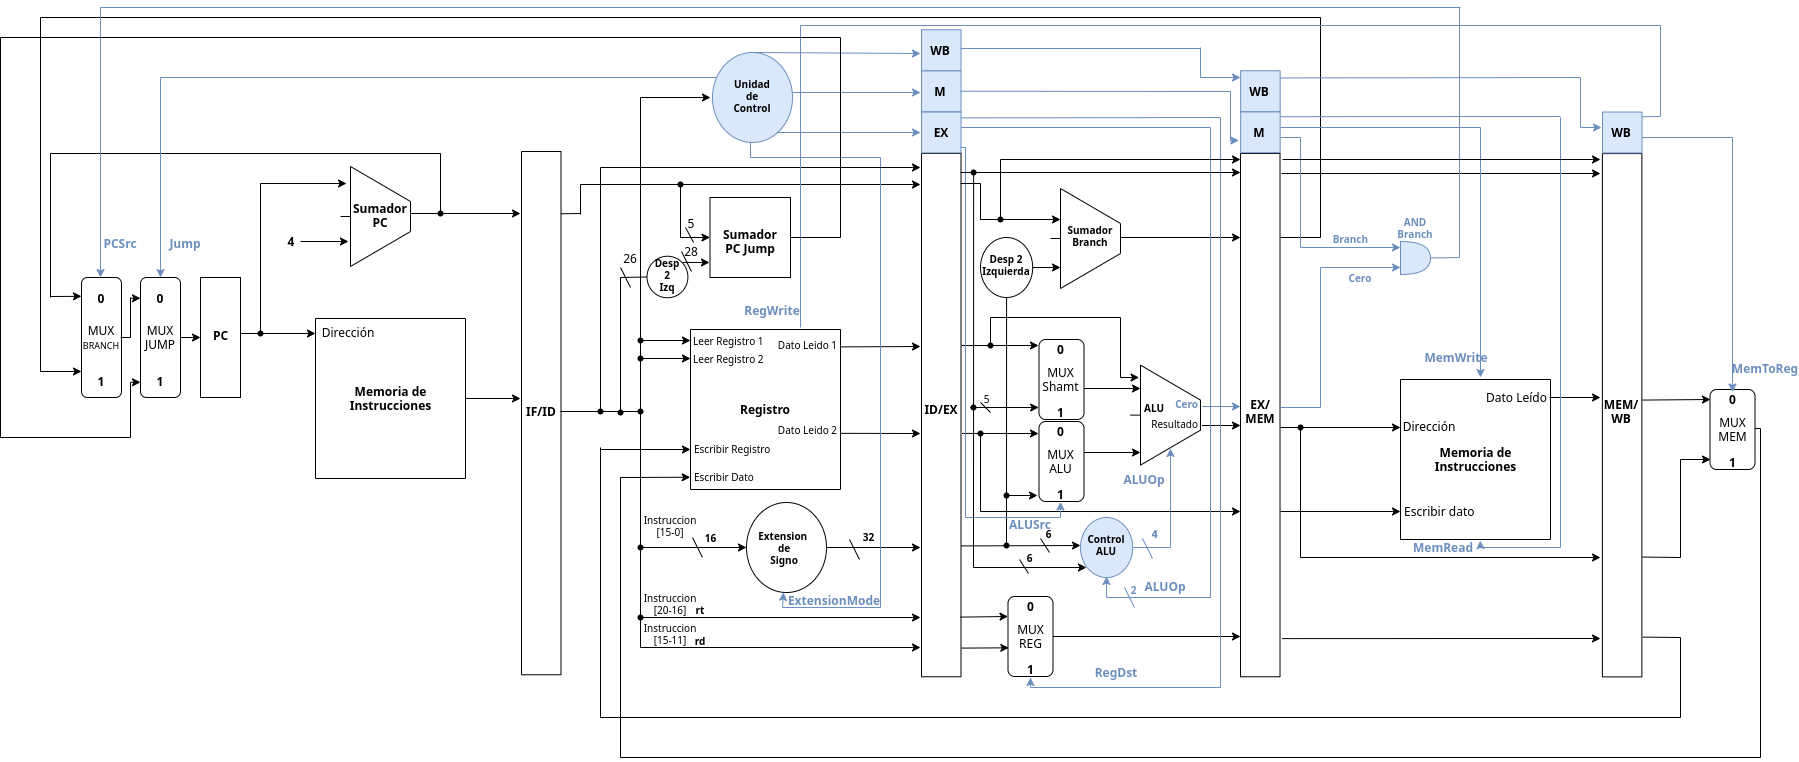 WB
Unidad
de
Control
M
WB
EX
M
WB
Sumador
PC
4
PCSrc
Jump
5
Sumador
PC Jump
28
26
Desp
2
Izq
Sumador
Branch
Desp 2
Izquierda
AND
Branch
Branch
Cero
0
MUX
BRANCH
1
0
MUX
JUMP
1
PC
Dirección
Memoria de
Instrucciones
IF/ID
RegWrite
Leer Registro 1
Dato Leido 1
Leer Registro 2
Registro
Dato Leido 2
Escribir Registro
Escribir Dato
ID/EX
0
MUX
Shamt
1
5
0
MUX
ALU
1
ALU
Cero
Resultado
EX/
MEM
MemWrite
Dato Leído
Dirección
Memoria de
Instrucciones
Escribir dato
MemRead
MEM/
WB
MemToReg
0
MUX
MEM
1
ALUOp
ALUSrc
6
Control
ALU
4
6
2
ALUOp
Instruccion
[15-0]
16
Extension
de
Signo
32
ExtensionMode
Instruccion
[20-16] rt
Instruccion
[15-11] rd
0
MUX
REG
1
RegDst